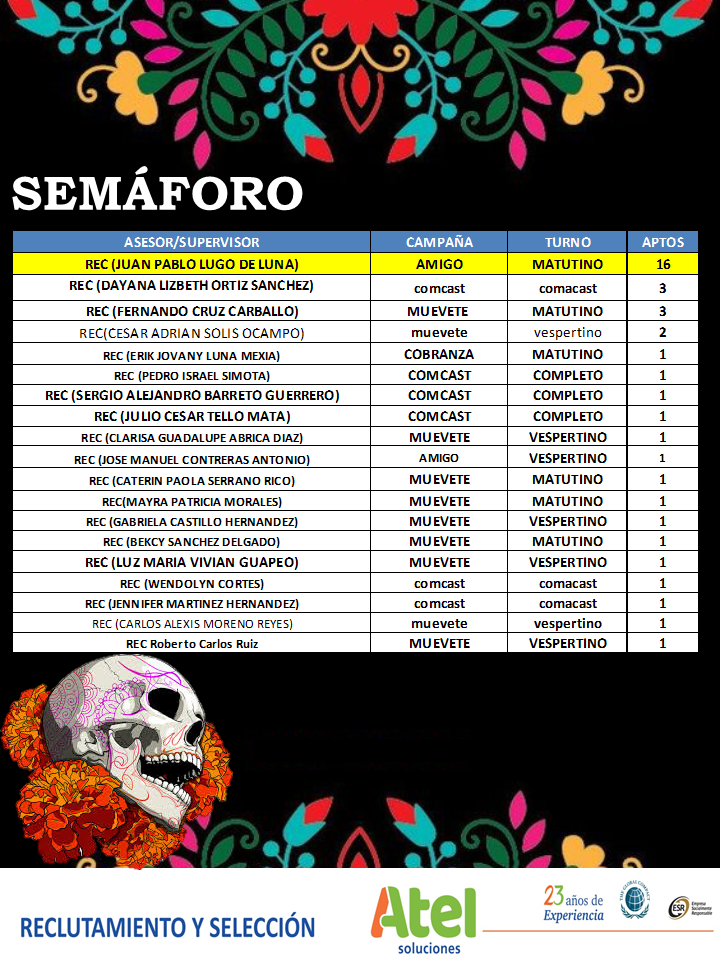 SEMÁFORO
ASESOR/SUPERVISOR CAMPAÑA TURNO APTOS
REC (JUAN PABLO LUGO DE LUNA) AMIGO MATUTINO 16
REC (DAYANA LIZBETH ORTIZ SANCHEZ) comcast comacast 3
REC (FERNANDO CRUZ CARBALLO) MUEVETE MATUTINO 3
REC(CESAR ADRIAN SOLIS OCAMPO) muevete vespertino 2
REC (ERIK JOVANY LUNA MEXIA) COBRANZA MATUTINO 1
REC (PEDRO ISRAEL SIMOTA) COMCAST COMPLETO 1
REC (SERGIO ALEJANDRO BARRETO GUERRERO) COMCAST COMPLETO 1
REC (JULIO CESAR TELLO MATA) COMCAST COMPLETO 1
REC (CLARISA GUADALUPE ABRICA DIAZ) MUEVETE VESPERTINO 1
REC (JOSE MANUEL CONTRERAS ANTONIO) AMIGO VESPERTINO 1
REC (CATERIN PAOLA SERRANO RICO) MUEVETE MATUTINO 1
REC(MAYRA PATRICIA MORALES) MUEVETE MATUTINO 1
REC (GABRIELA CASTILLO HERNANDEZ) MUEVETE VESPERTINO 1
REC (BEKCY SANCHEZ DELGADO) MUEVETE MATUTINO 1
REC (LUZ MARIA VIVIAN GUAPEO) MUEVETE VESPERTINO 1
REC (WENDOLYN CORTES) comcast comacast 1
REC (JENNIFER MARTINEZ HERNANDEZ) comcast comacast 1
REC (CARLOS ALEXIS MORENO REYES) muevete vespertino 1
REC Roberto Carlos Ruiz MUEVETE VESPERTINO 1
RECLUTAMIENTO Y SELECCIÓN
Atel
soluciones
23 años de
Experiencia
THE GLOBAL COMPACT
ESR
Empresa
Socialmente
Responsable